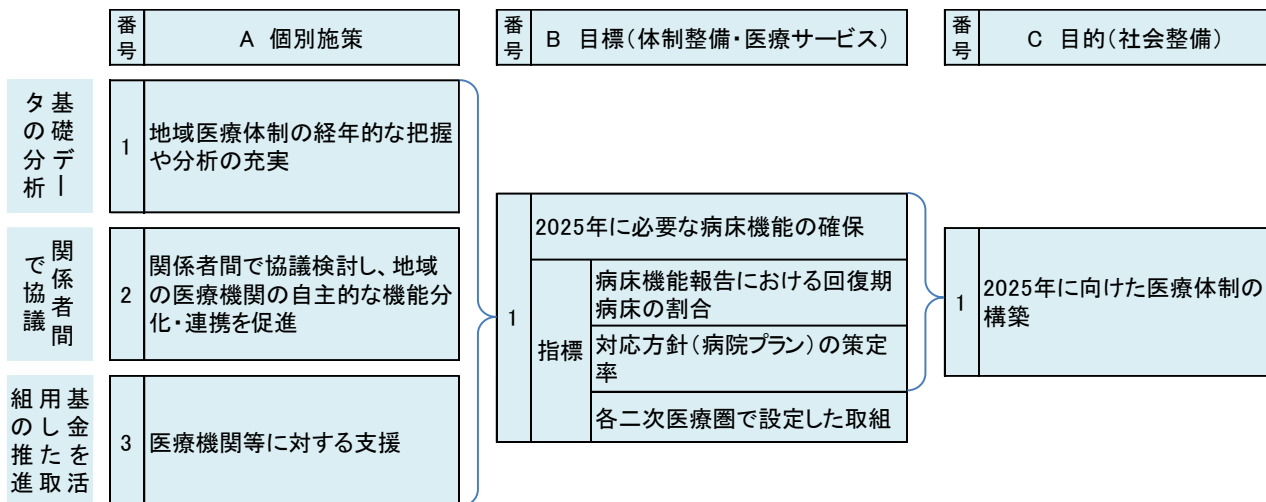 番号
A 個別施策
番号
B 目標(体制整備・医療サービス)
番号
C 目的(社会整備)
基礎デー
タの分析
1
地域医療体制の経年的な把握
や分析の充実
関係者間
で協議
2
関係者間で協議検討し、地域
の医療機関の自主的な機能分
化・連携を促進
基金を活
用した取
組の推進
3
医療機関等に対する支援
1
2025年に必要な病床機能の確保
指標
病床機能報告における回復期
病床の割合
対応方針(病院プラン)の策定
率
各二次医療圏で設定した取組
1
2025年に向けた医療体制の
構築